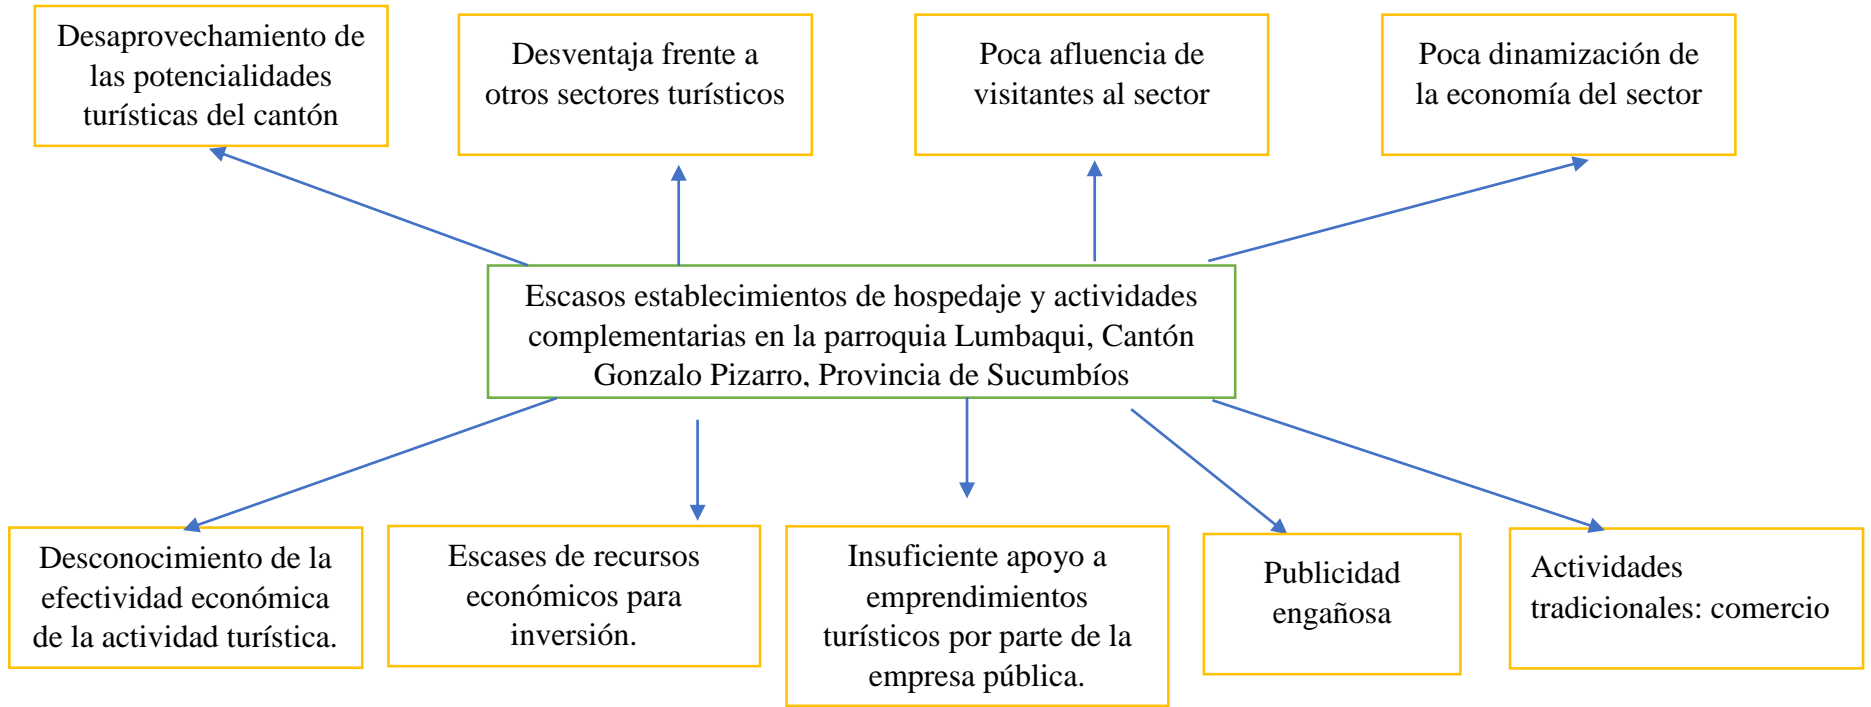 Desaprovechamiento de
las potencialidades
turísticas del cantón
Desventaja frente a
otros sectores turísticos
Poca afluencia de
visitantes al sector
Poca dinamización de
la economía del sector
Escasos establecimientos de hospedaje y actividades
complementarias en la parroquia Lumbaqui, Cantón
Gonzalo Pizarro, Provincia de Sucumbíos
Desconocimiento de la
efectividad económica
de la actividad turística.
Escases de recursos
económicos para
inversión.
Insuficiente apoyo a
emprendimientos
turísticos por parte de la
empresa pública.
Publicidad
engañosa
Actividades
tradicionales: comercio